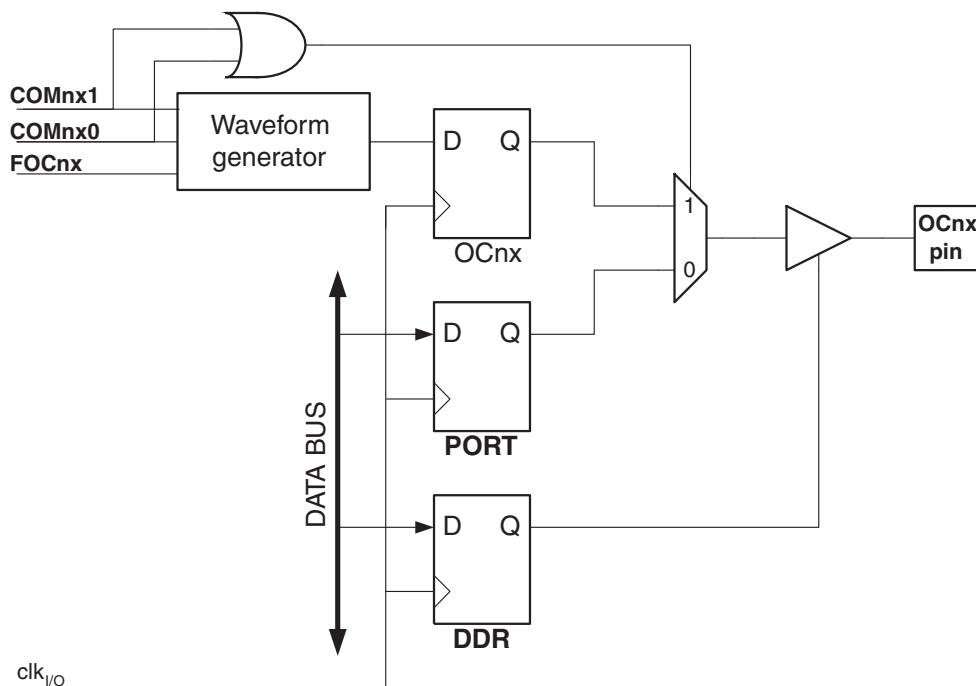 COMnx1
COMnx0
FOCnx
Waveform
generator
D Q
OCnx
1
0
OCnx
pin
D Q
PORT
DATA BUS
D Q
DDR
clkI/O